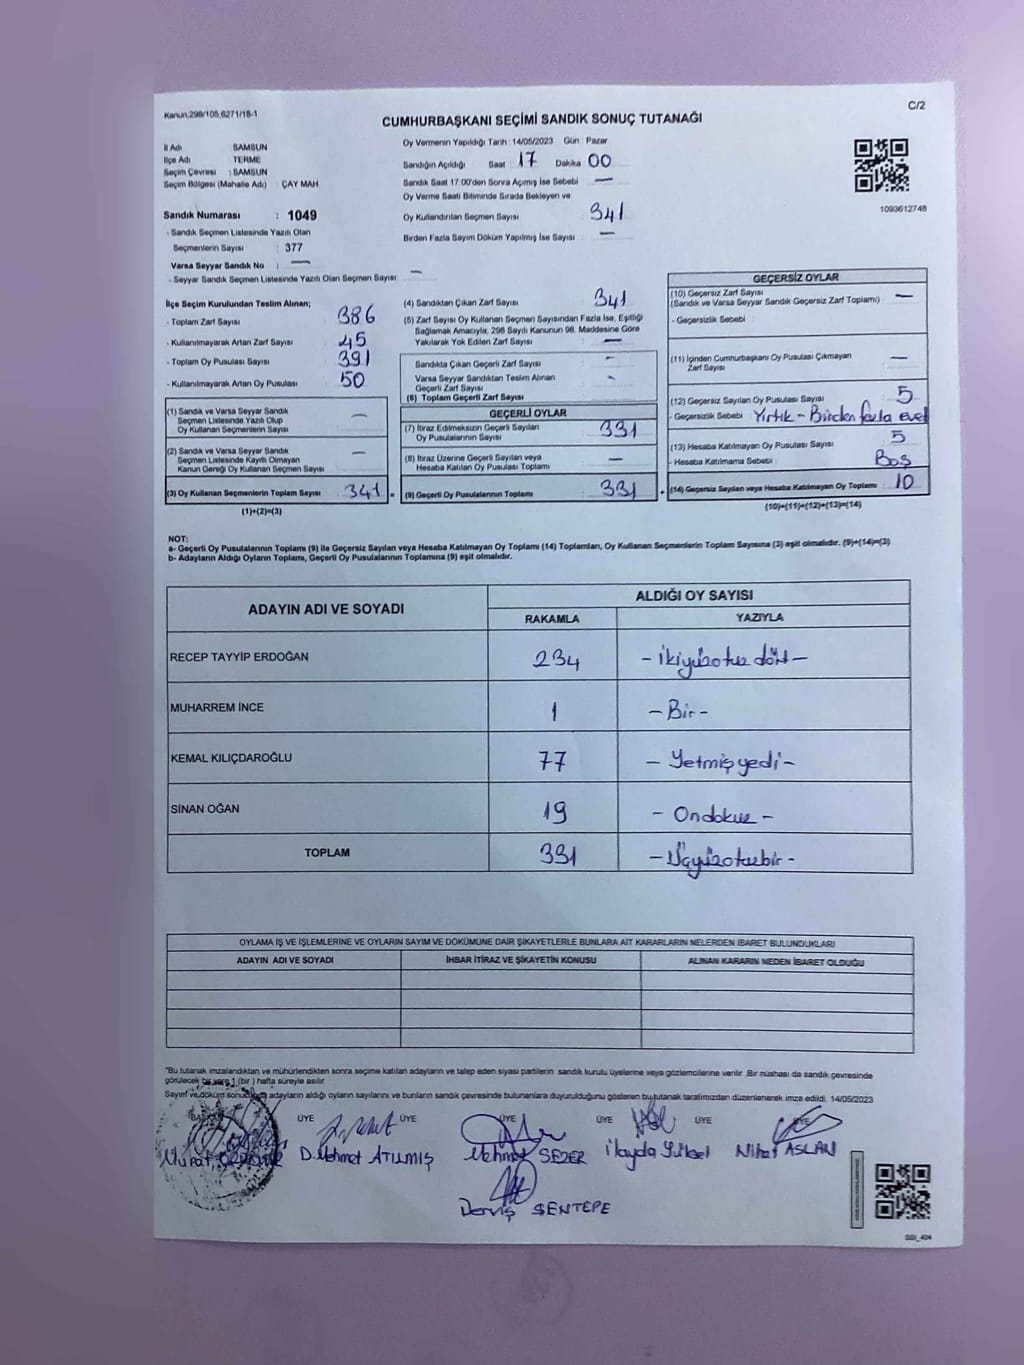 Kanun;298/105,6271/18-1
C/2
CUMHURBAŞKANI SEÇİMİ SANDIK SONUÇ TUTANAĞI
İl Adı : SAMSUN
İlçe Adı : TERME
Seçim Çevresi : SAMSUN
Seçim Bölgesi (Mahalle Adı) ÇAY MAH
Sandık Numarası : 1049
- Sandık Seçmen Listesinde Yazılı Olan
Seçmenlerin Sayısı : 377
Varsa Seyyar Sandık No : —
- Seyyar Sandık Seçmen Listesinde Yazılı Olan Seçmen Sayısı: —
Oy Vermenin Yapıldığı Tarih :14/05/2023 Gün : Pazar
Sandığın Açıldığı Saat : 17 Dakika : 00
Sandık Saat 17.00'den Sonra Açılmış İse Sebebi : —
Oy Verme Saati Bitiminde Sırada Bekleyen ve
Oy Kullandırılan Seçmen Sayısı : 341
Birden Fazla Sayım Döküm Yapılmış İse Sayısı : —
1093612748
İlçe Seçim Kurulundan Teslim Alınan;
- Toplam Zarf Sayısı : 386
- Kullanılmayarak Artan Zarf Sayısı : 45
- Toplam Oy Pusulası Sayısı : 391
- Kullanılmayarak Artan Oy Pusulası : 50
(1) Sandık ve Varsa Seyyar Sandık
Seçmen Listesinde Yazılı Olup
Oy Kullanan Seçmenlerin Sayısı : —
(2) Sandık ve Varsa Seyyar Sandık
Seçmen Listesinde Kayıtlı Olmayan
Kanun Gereği Oy Kullanan Seçmen Sayısı : —
(3) Oy Kullanan Seçmenlerin Toplam Sayısı : 341 =
(1)+(2)=(3)
(4) Sandıktan Çıkan Zarf Sayısı : 341
(5) Zarf Sayısı Oy Kullanan Seçmen Sayısından Fazla İse, Eşitliği
Sağlamak Amacıyla, 298 Sayılı Kanunun 98. Maddesine Göre
Yakılarak Yok Edilen Zarf Sayısı : —
Sandıkta Çıkan Geçerli Zarf Sayısı : -
Varsa Seyyar Sandıktan Teslim Alınan
Geçerli Zarf Sayısı : -
(6) Toplam Geçerli Zarf Sayısı
GEÇERLİ OYLAR
(7) İtiraz Edilmeksizin Geçerli Sayılan
Oy Pusulalarının Sayısı : 331
(8) İtiraz Üzerine Geçerli Sayılan veya
Hesaba Katılan Oy Pusulası Toplamı : —
(9) Geçerli Oy Pusulalarının Toplamı : 331 +
GEÇERSİZ OYLAR
(10) Geçersiz Zarf Sayısı
(Sandık ve Varsa Seyyar Sandık Geçersiz Zarf Toplamı) : —
- Geçersizlik Sebebi :
(11) İçinden Cumhurbaşkanı Oy Pusulası Çıkmayan
Zarf Sayısı : —
(12) Geçersiz Sayılan Oy Pusulası Sayısı : 5
- Geçersizlik Sebebi : Yırtık - Birden fazla evet
(13) Hesaba Katılmayan Oy Pusulası Sayısı : 5
- Hesaba Katılmama Sebebi : Boş
(14) Geçersiz Sayılan veya Hesaba Katılmayan Oy Toplamı : 10
(10)+(11)+(12)+(13)=(14)
NOT:
a- Geçerli Oy Pusulalarının Toplamı (9) ile Geçersiz Sayılan veya Hesaba Katılmayan Oy Toplamı (14) Toplamları, Oy Kullanan Seçmenlerin Toplam Sayısına (3) eşit olmalıdır. (9)+(14)=(3)
b- Adayların Aldığı Oyların Toplamı, Geçerli Oy Pusulalarının Toplamına (9) eşit olmalıdır.
ADAYIN ADI VE SOYADI
ALDIĞI OY SAYISI
RAKAMLA YAZIYLA
RECEP TAYYİP ERDOĞAN 234 - İkiyüzotuz dört -
MUHARREM İNCE 1 - Bir -
KEMAL KILIÇDAROĞLU 77 - Yetmişyedi -
SİNAN OĞAN 19 - Ondokuz -
TOPLAM 331 - Üçyüzotuzbir -
OYLAMA İŞ VE İŞLEMLERİNE VE OYLARIN SAYIM VE DÖKÜMÜNE DAİR ŞİKAYETLERLE BUNLARA AİT KARARLARIN NELERDEN İBARET BULUNDUKLARI
ADAYIN ADI VE SOYADI İHBAR İTİRAZ VE ŞİKAYETİN KONUSU ALINAN KARARIN NEDEN İBARET OLDUĞU
*Bu tutanak imzalandıktan ve mühürlendikten sonra seçime katılan adayların ve talep eden siyasi partilerin sandık kurulu üyelerine veya gözlemcilerine verilir .Bir nüshası da sandık çevresinde
görülecek bir yere 1 (bir ) hafta süreyle asılır
Sayım ve döküm sonucunda adayların aldığı oyların sayılarını ve bunların sandık çevresinde bulunanlara duyurulduğunu gösteren bu tutanak tarafımızdan düzenlenerek imza edildi. 14/05/2023
BAŞKAN ÜYE ÜYE ÜYE ÜYE ÜYE ÜYE
Murat D. Mehmet ATILMIŞ Mehmet SEZER İlayda Yüksel Nihat ASLAN
Derviş ŞENTEPE
SSI_404